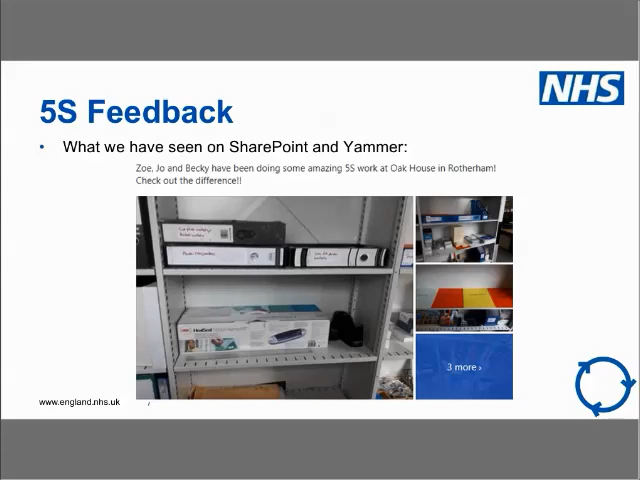 NHS
5S Feedback
• What we have seen on SharePoint and Yammer:
Zoe, Jo and Becky have been doing some amazing 5S work at Oak House in Rotherham!
Check out the difference!!
3 more ›
www.england.nhs.uk